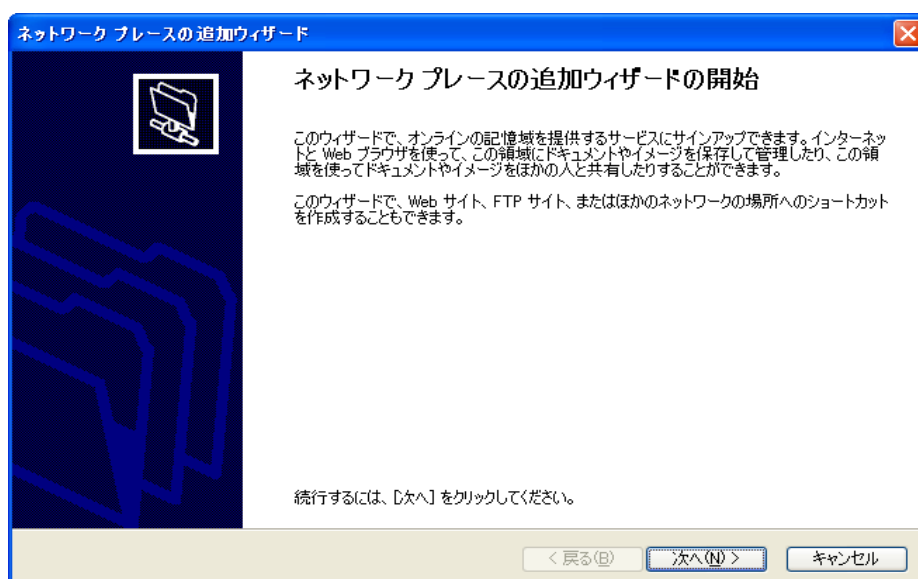 ネットワーク プレースの追加ウィザード
ネットワーク プレースの追加ウィザードの開始
このウィザードで、オンラインの記憶域を提供するサービスにサインアップできます。インターネッ
トと Web ブラウザを使って、この領域にドキュメントやイメージを保存して管理したり、この領
域を使ってドキュメントやイメージをほかの人と共有したりすることができます。
このウィザードで、Web サイト、FTP サイト、またはほかのネットワークの場所へのショートカット
を作成することもできます。
続行するには、[次へ] をクリックしてください。
< 戻る(B)
次へ(N) >
キャンセル